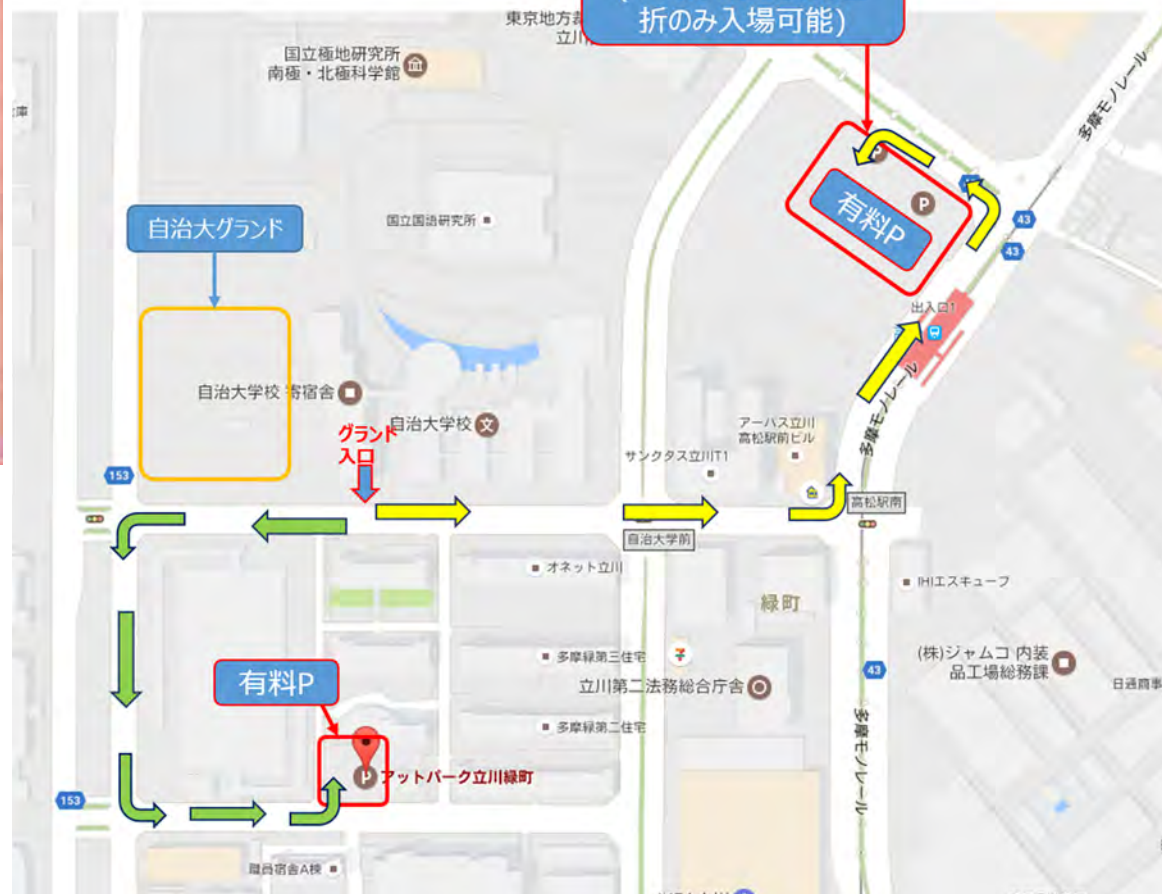 東京地方
立川
折のみ入場可能)
国立極地研究所
南極・北極科学館
庫
多摩モノレール
P
P
有料P
43
43
自治大グランド
国立国語研究所
出入口1
自治大学校 寄宿舎
自治大学校
文
グランド
入口
アーバス立川
高松駅前ビル
サンクタス立川T1
多摩モノレール
153
高松駅南
自治大学前
オネット立川
IHIエスキューブ
緑町
多摩緑第三住宅
(株)ジャムコ 内装
品工場総務課
立川第二法務総合庁舎
43
日通商事
有料P
多摩緑第二住宅
多摩モノレール
P
アットパーク立川緑町
153
職員宿舎A棟